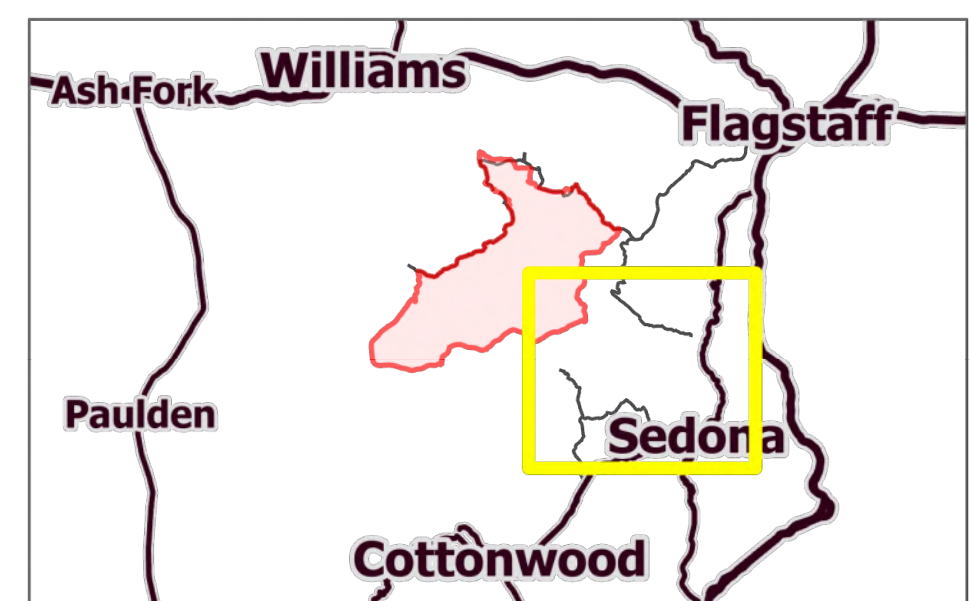 Williams
Ash Fork
Flagstaff
Paulden
Sedona
Cottonwood